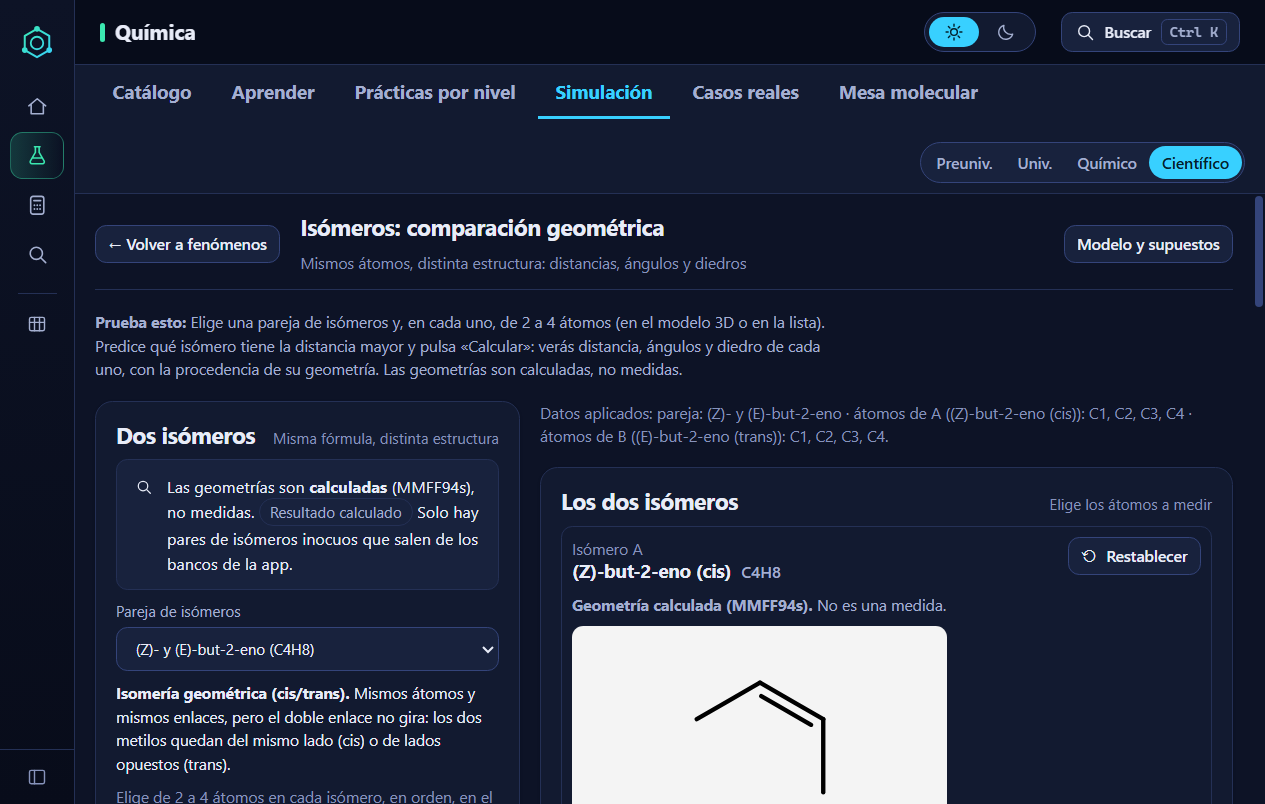 Química
Buscar
Ctrl K
Catálogo
Aprender
Prácticas por nivel
Simulación
Casos reales
Mesa molecular
Preuniv.
Univ.
Químico
Científico
← Volver a fenómenos
Isómeros: comparación geométrica
Mismos átomos, distinta estructura: distancias, ángulos y diedros
Modelo y supuestos
Prueba esto: Elige una pareja de isómeros y, en cada uno, de 2 a 4 átomos (en el modelo 3D o en la lista).
Predice qué isómero tiene la distancia mayor y pulsa «Calcular»: verás distancia, ángulos y diedro de cada
uno, con la procedencia de su geometría. Las geometrías son calculadas, no medidas.
Dos isómeros
Misma fórmula, distinta estructura
Las geometrías son calculadas (MMFF94s),
no medidas. Resultado calculado Solo hay
pares de isómeros inocuos que salen de los
bancos de la app.
Pareja de isómeros
(Z)- y (E)-but-2-eno (C4H8)
Isomería geométrica (cis/trans). Mismos átomos y
mismos enlaces, pero el doble enlace no gira: los dos
metilos quedan del mismo lado (cis) o de lados
opuestos (trans).
Elige de 2 a 4 átomos en cada isómero, en orden, en el
Datos aplicados: pareja: (Z)- y (E)-but-2-eno · átomos de A ((Z)-but-2-eno (cis)): C1, C2, C3, C4 ·
átomos de B ((E)-but-2-eno (trans)): C1, C2, C3, C4.
Los dos isómeros
Elige los átomos a medir
Isómero A
(Z)-but-2-eno (cis) C4H8
Restablecer
Geometría calculada (MMFF94s). No es una medida.